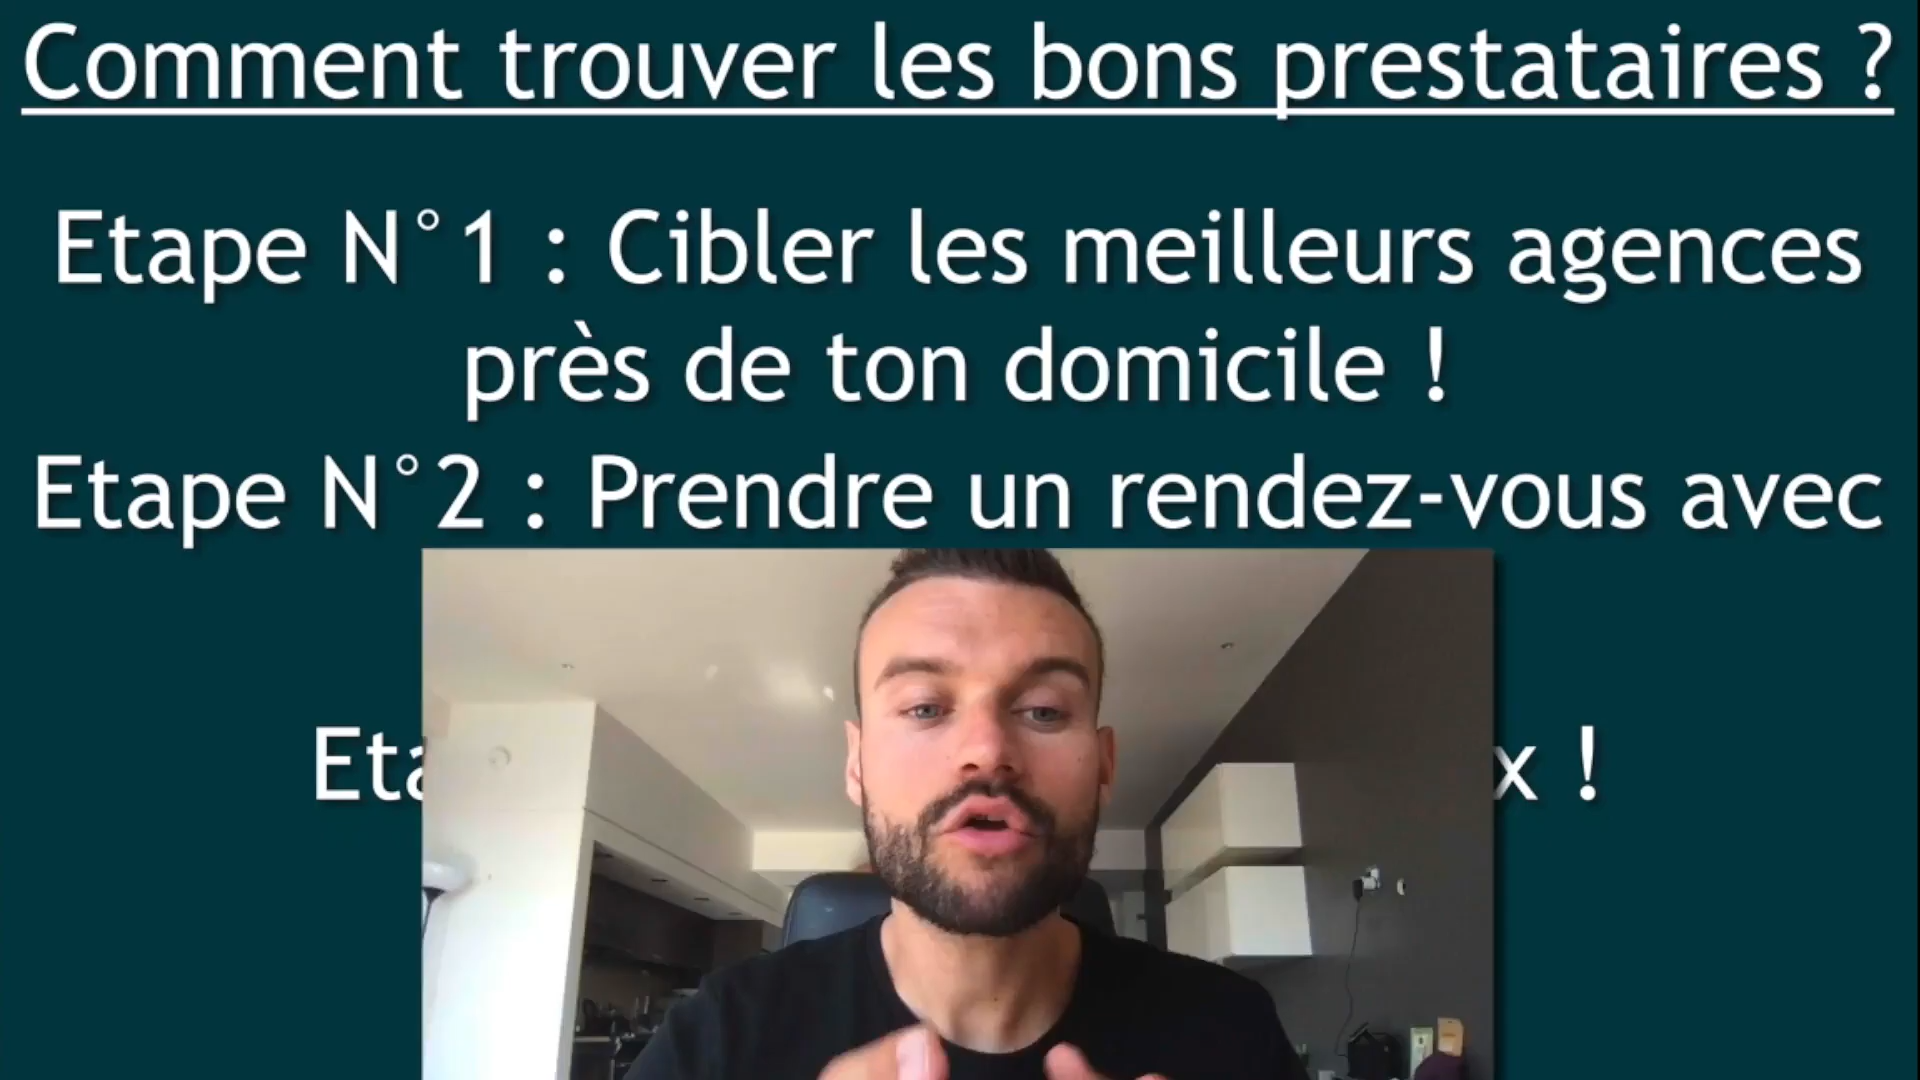 Comment trouver les bons prestataires ?
Etape N°1 : Cibler les meilleurs agences
près de ton domicile !
Etape N°2 : Prendre un rendez-vous avec
!